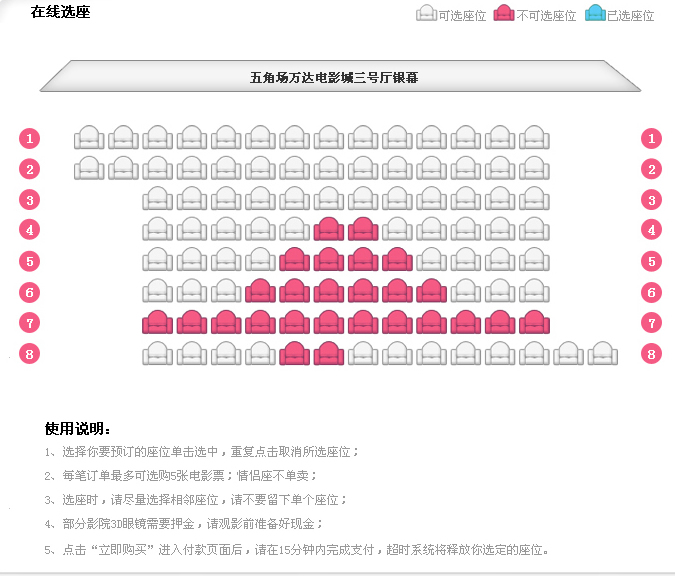 在线选座
可选座位 不可选座位 已选座位
五角场万达电影城三号厅银幕
1 1
2 2
3 3
4 4
5 5
6 6
7 7
8 8
使用说明：
1、选择你要预订的座位单击选中，重复点击取消所选座位；
2、每笔订单最多可选购5张电影票；情侣座不单卖；
3、选座时，请尽量选择相邻座位，请不要留下单个座位；
4、部分影院3D眼镜需要押金，请观影前准备好现金；
5、点击“立即购买”进入付款页面后，请在15分钟内完成支付，超时系统将释放你选定的座位。